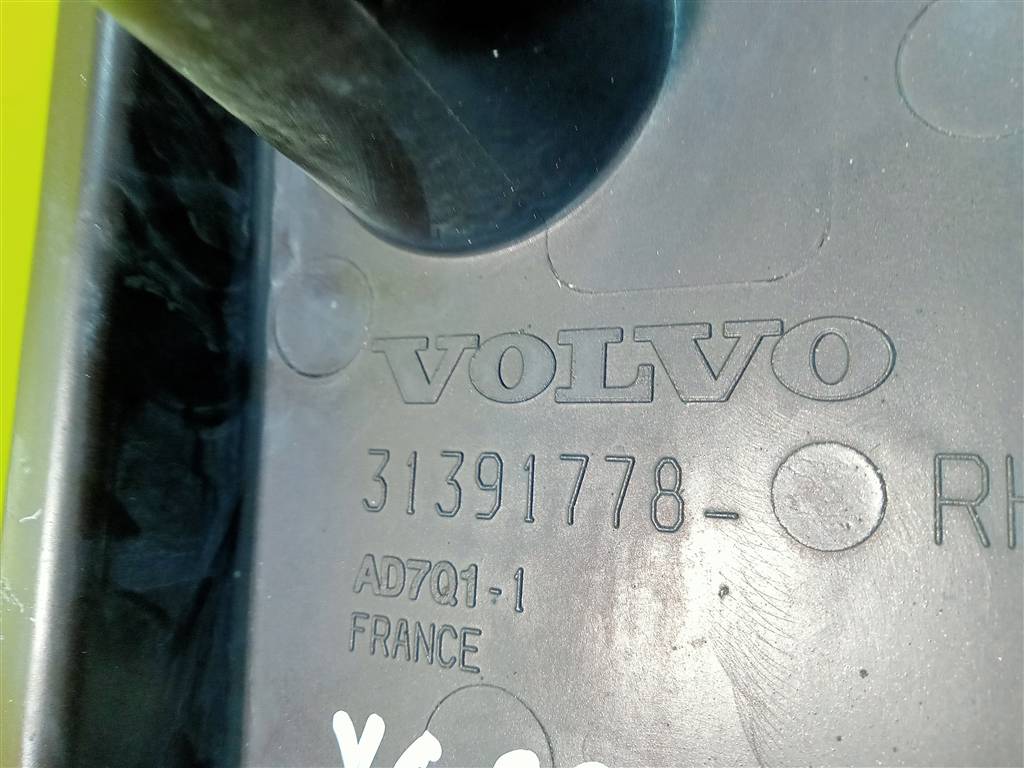 VOLVO
31391778- RH
AD7Q1-1
FRANCE